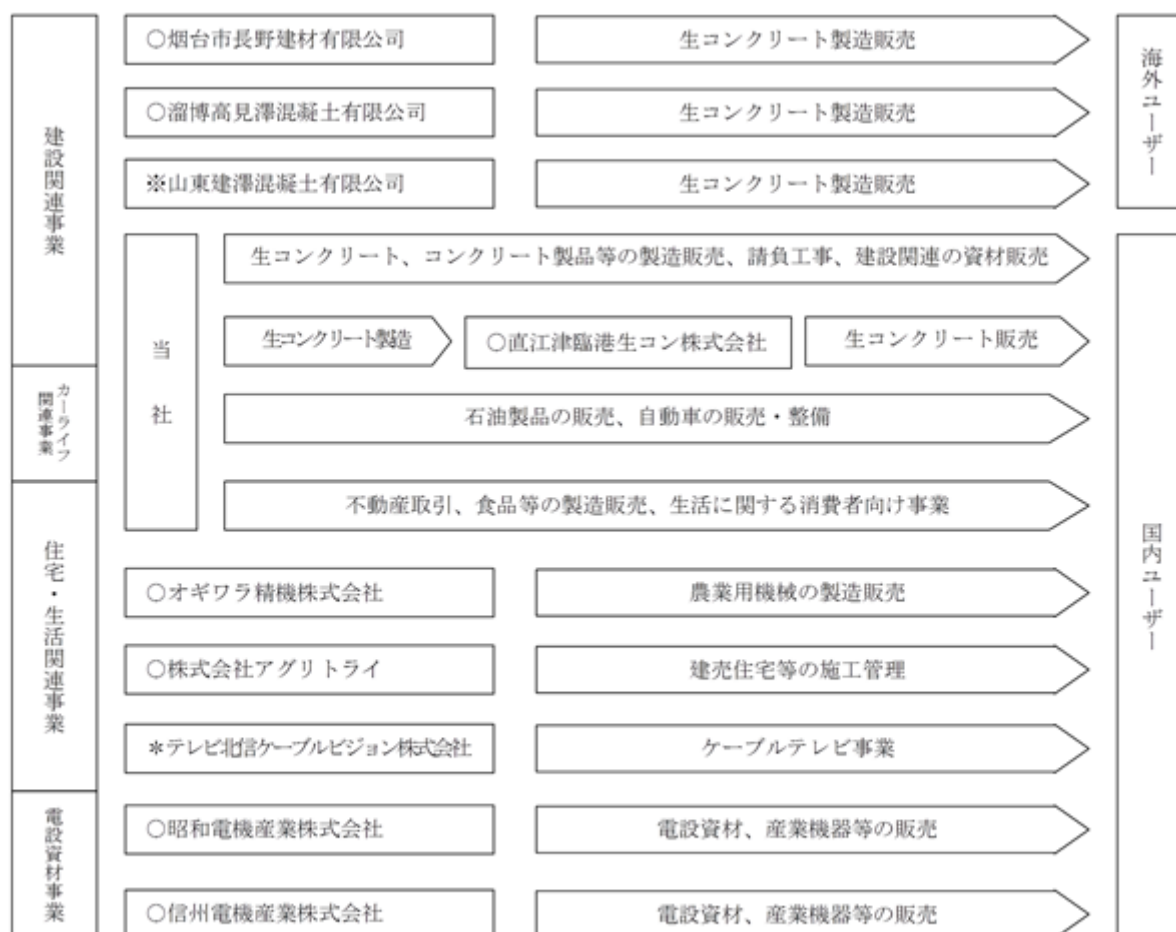 建設関連事業
○烟台市長野建材有限公司
生コンクリート製造販売
海外ユーザー
○淄博高見澤混凝土有限公司
生コンクリート製造販売
※山東建澤混凝土有限公司
生コンクリート製造販売
当社
生コンクリート、コンクリート製品等の製造販売、請負工事、建設関連の資材販売
生コンクリート製造
○直江津臨港生コン株式会社
生コンクリート販売
カーライフ
関連事業
石油製品の販売、自動車の販売・整備
住宅・生活関連事業
不動産取引、食品等の製造販売、生活に関する消費者向け事業
国内ユーザー
○オギワラ精機株式会社
農業用機械の製造販売
○株式会社アグリトライ
建売住宅等の施工管理
*テレビ北信ケーブルビジョン株式会社
ケーブルテレビ事業
電設資材事業
○昭和電機産業株式会社
電設資材、産業機器等の販売
○信州電機産業株式会社
電設資材、産業機器等の販売